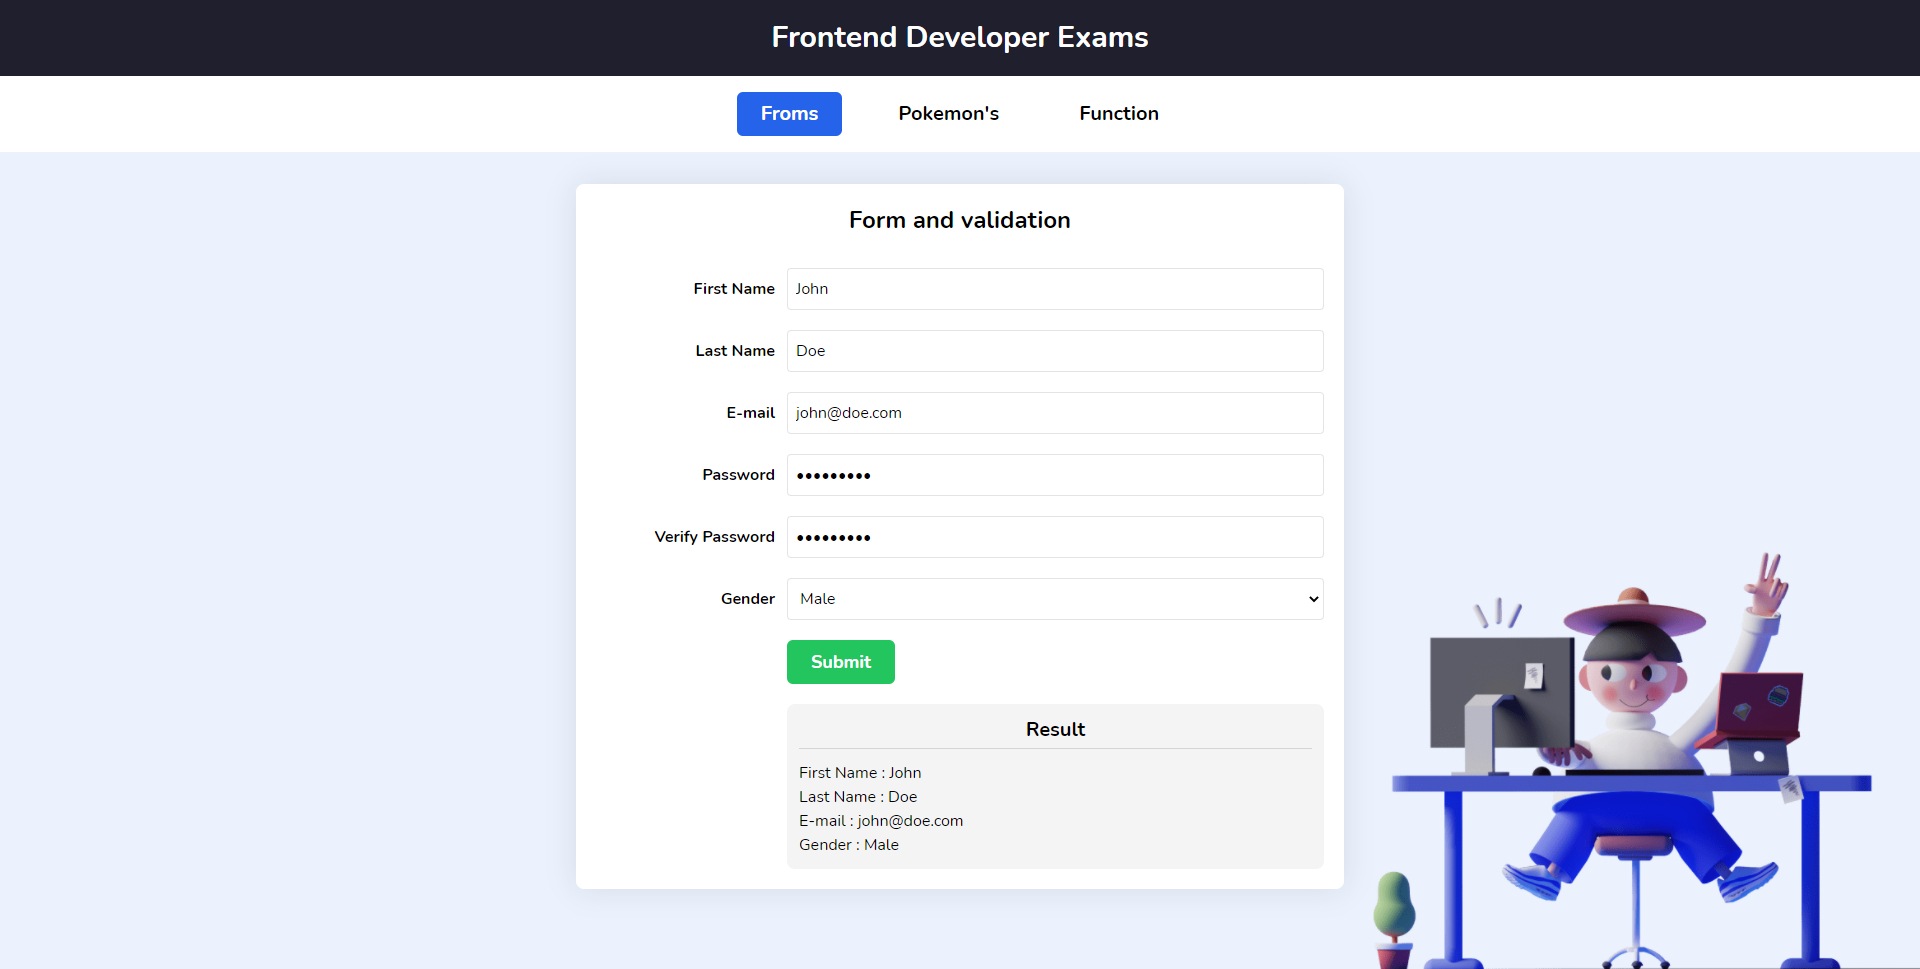 Frontend Developer Exams
Froms
Pokemon's
Function
Form and validation
First Name
John
Last Name
Doe
E-mail
john@doe.com
Password
•••••••••
Verify Password
•••••••••
Gender
Male
Submit
Result
First Name : John
Last Name : Doe
E-mail : john@doe.com
Gender : Male